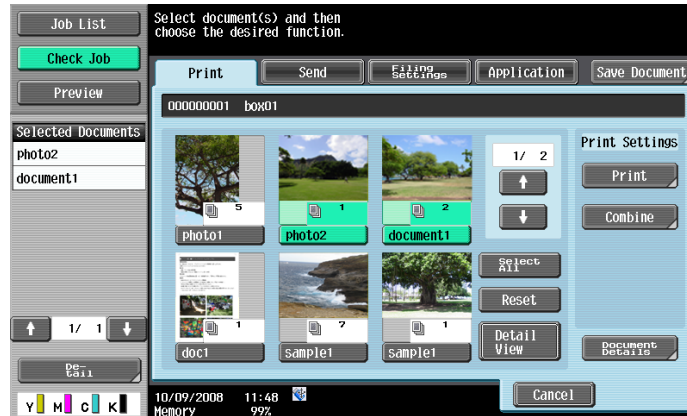 Job List
Check Job
Preview
Selected Documents
photo2
document1
1/ 1
De-
tail
Y M C K
Select document(s) and then
choose the desired function.
Print
Send
Filing
Settings
Application
Save Document
000000001 box01
5
photo1
1
photo2
2
document1
1
doc1
7
sample1
1
sample1
1/ 2
Select
All
Reset
Detail
View
Print Settings
Print
Combine
Document
Details
10/09/2008 11:48
Memory 99%
Cancel